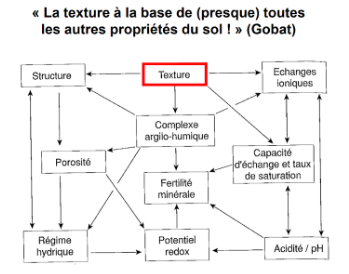 « La texture à la base de (presque) toutes
les autres propriétés du sol ! » (Gobat)
Structure
Texture
Echanges
ioniques
Complexe
argilo-humique
Porosité
Capacité
d'échange et taux
de saturation
Fertilité
minérale
Régime
hydrique
Potentiel
redox
Acidité / pH